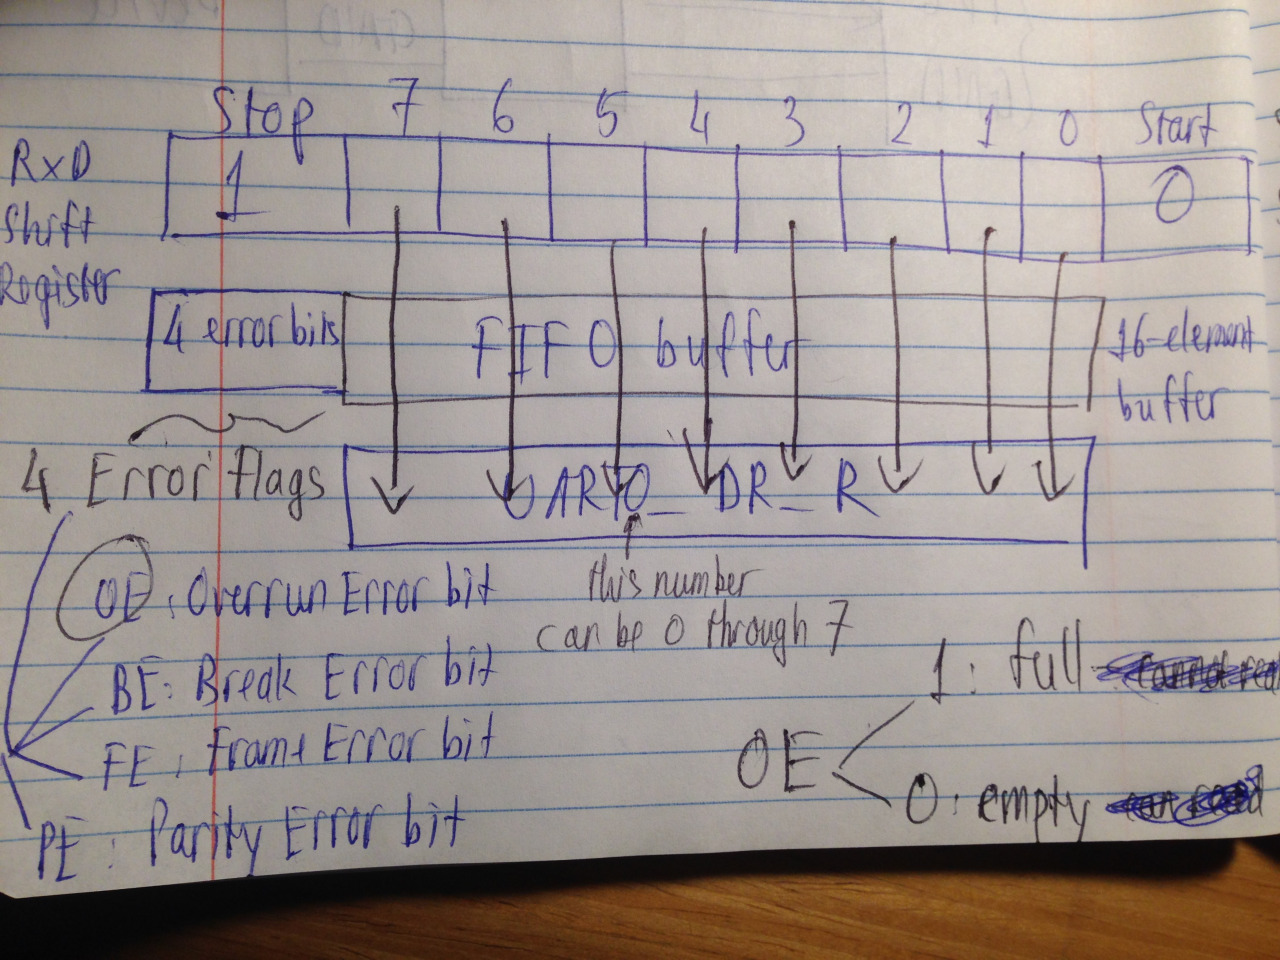 Stop 7 6 5 4 3 2 1 0 Start
RxD
Shift
Register
1 0
4 error bits
FIFO buffer
16-element
buffer
4 Error flags
UART0_DR_R
this number
can be 0 through 7
OE: Overrun Error bit
BE: Break Error bit
FE: Frame Error bit
PE: Parity Error bit
OE
1: full
0: empty